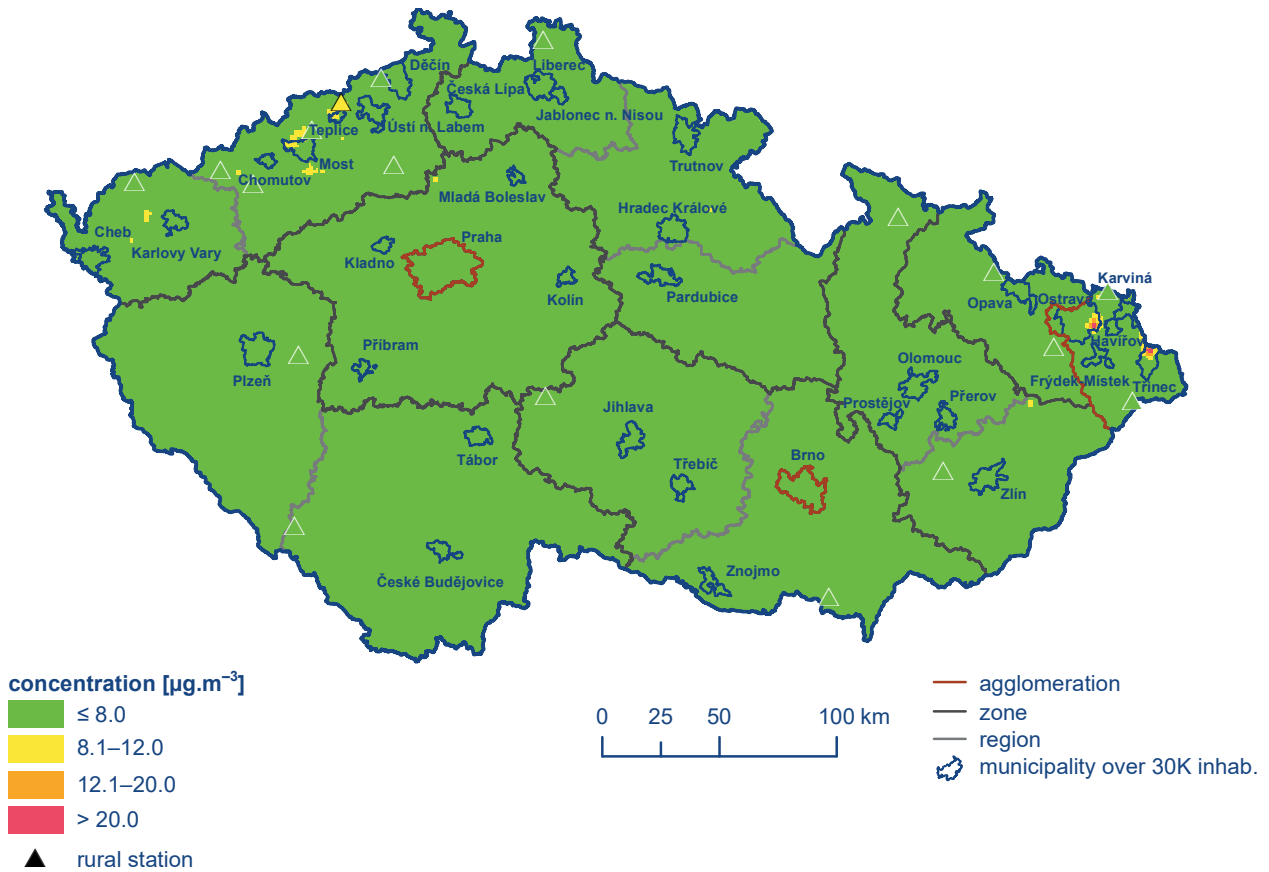 Děčín
Liberec
Česká Lípa
Jablonec n. Nisou
Teplice
Ústí n. Labem
Most
Trutnov
Chomutov
Mladá Boleslav
Hradec Králové
Cheb
Karlovy Vary
Praha
Kladno
Kolín
Pardubice
Karviná
Opava
Ostrava
Havířov
Příbram
Plzeň
Olomouc
Frýdek-Místek
Třinec
Jihlava
Prostějov
Přerov
Tábor
Třebíč
Brno
Zlín
České Budějovice
Znojmo
concentration [µg.m⁻³]
≤ 8.0
8.1–12.0
12.1–20.0
> 20.0
rural station
0 25 50 100 km
agglomeration
zone
region
municipality over 30K inhab.